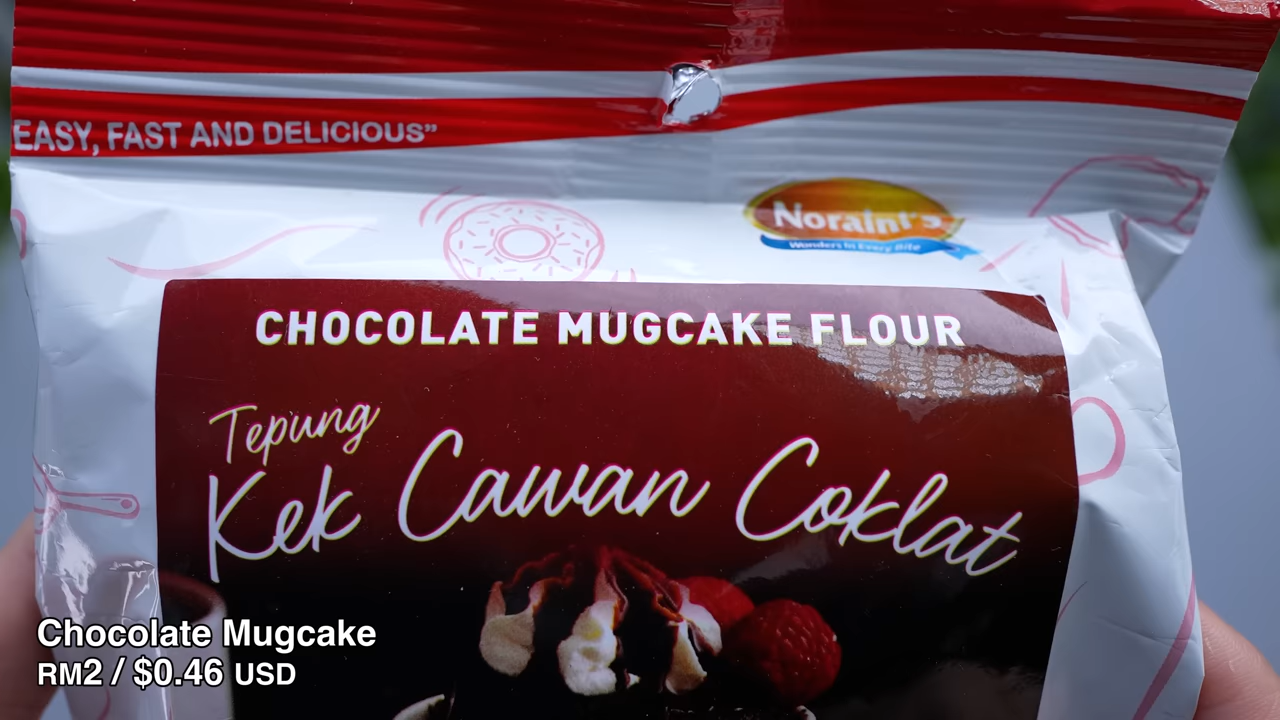 EASY, FAST AND DELICIOUS”
Noraini's
Wonders In Every Bite
CHOCOLATE MUGCAKE FLOUR
Tepung
Kek Cawan Coklat
Chocolate Mugcake
RM2 / $0.46 USD